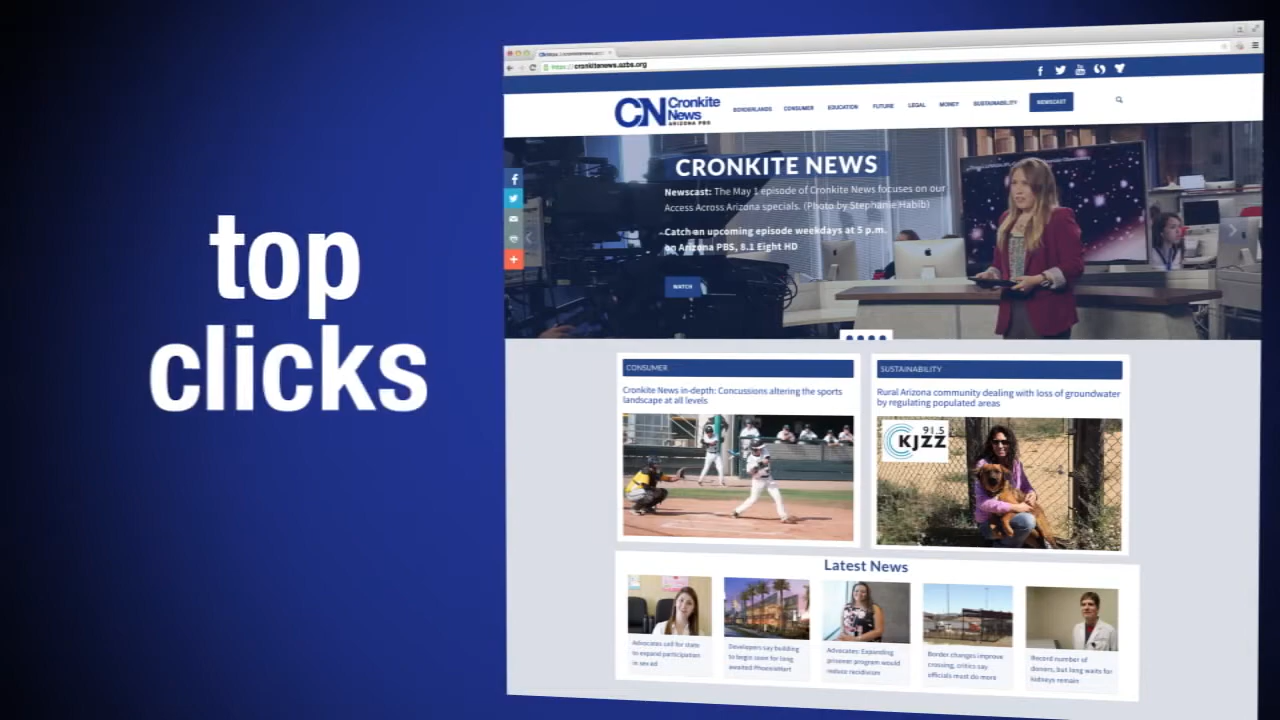 top
clicks
cronkitenews.azpbs.org
CN Cronkite
News
ARIZONA PBS
BORDERLANDS CONSUMER EDUCATION FUTURE LEGAL MONEY SUSTAINABILITY NEWSCAST
CRONKITE NEWS
Newscast: The May 1 episode of Cronkite News focuses on our
Access Across Arizona specials. (Photo by Stephanie Habib)
Catch an upcoming episode weekdays at 5 p.m.
on Arizona PBS, 8.1 Eight HD
WATCH
CONSUMER
Cronkite News in-depth: Concussions altering the sports
landscape at all levels
SUSTAINABILITY
Rural Arizona community dealing with loss of groundwater
by regulating populated areas
91.5
KJZZ
Latest News
Advocates call for state
to expand participation
in sex ed
Developers say building
to begin soon for long
awaited PhoenixMart
Advocates: Expanding
prisoner program would
reduce recidivism
Border changes improve
crossing, critics say
officials must do more
Record number of
donors, but long waits for
kidneys remain